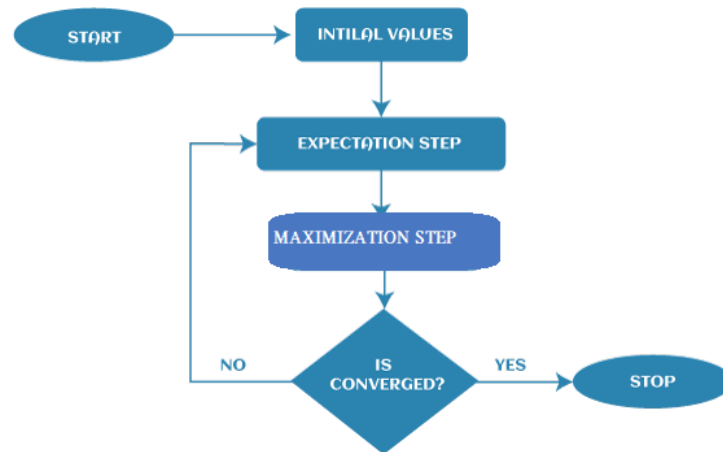 START
INTILAL VALUES
EXPECTATION STEP
MAXIMIZATION STEP
NO
IS
CONVERGED?
YES
STOP